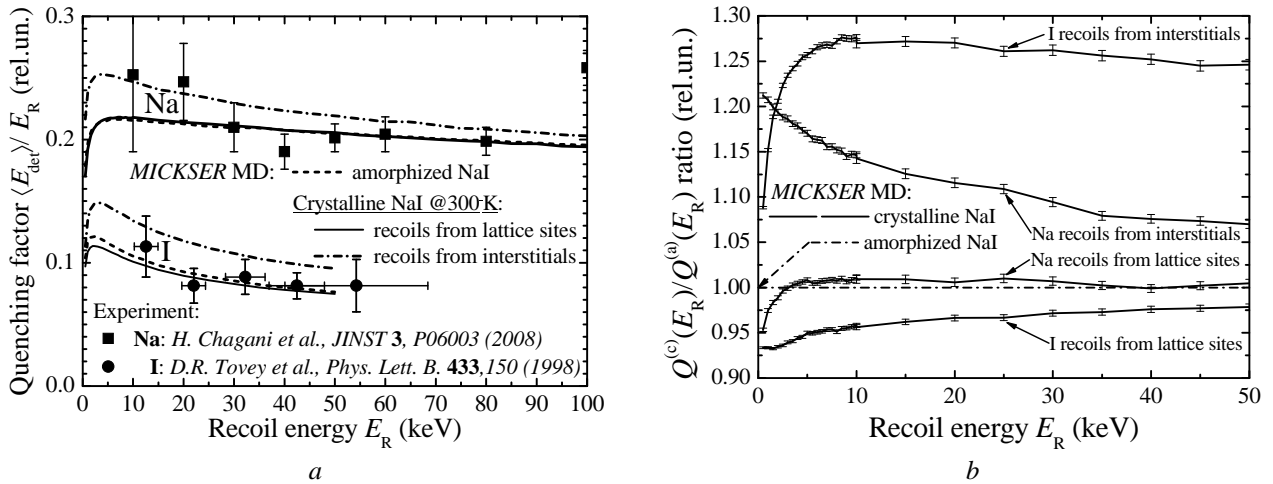 Quenching factor ⟨E_det⟩/ E_R (rel.un.)
0.3
0.2
0.1
0.0
Na
MICKSER MD:
amorphized NaI
Crystalline NaI @300 K:
recoils from lattice sites
recoils from interstitials
I
Experiment:
Na: H. Chagani et al., JINST 3, P06003 (2008)
I: D.R. Tovey et al., Phys. Lett. B. 433,150 (1998)
0 10 20 30 40 50 60 70 80 90 100
Recoil energy E_R (keV)
a
Q^(c)(E_R)/Q^(a)(E_R) ratio (rel.un.)
1.30
1.25
1.20
1.15
1.10
1.05
1.00
0.95
0.90
I recoils from interstitials
MICKSER MD:
crystalline NaI
amorphized NaI
Na recoils from interstitials
Na recoils from lattice sites
I recoils from lattice sites
0 10 20 30 40 50
Recoil energy E_R (keV)
b